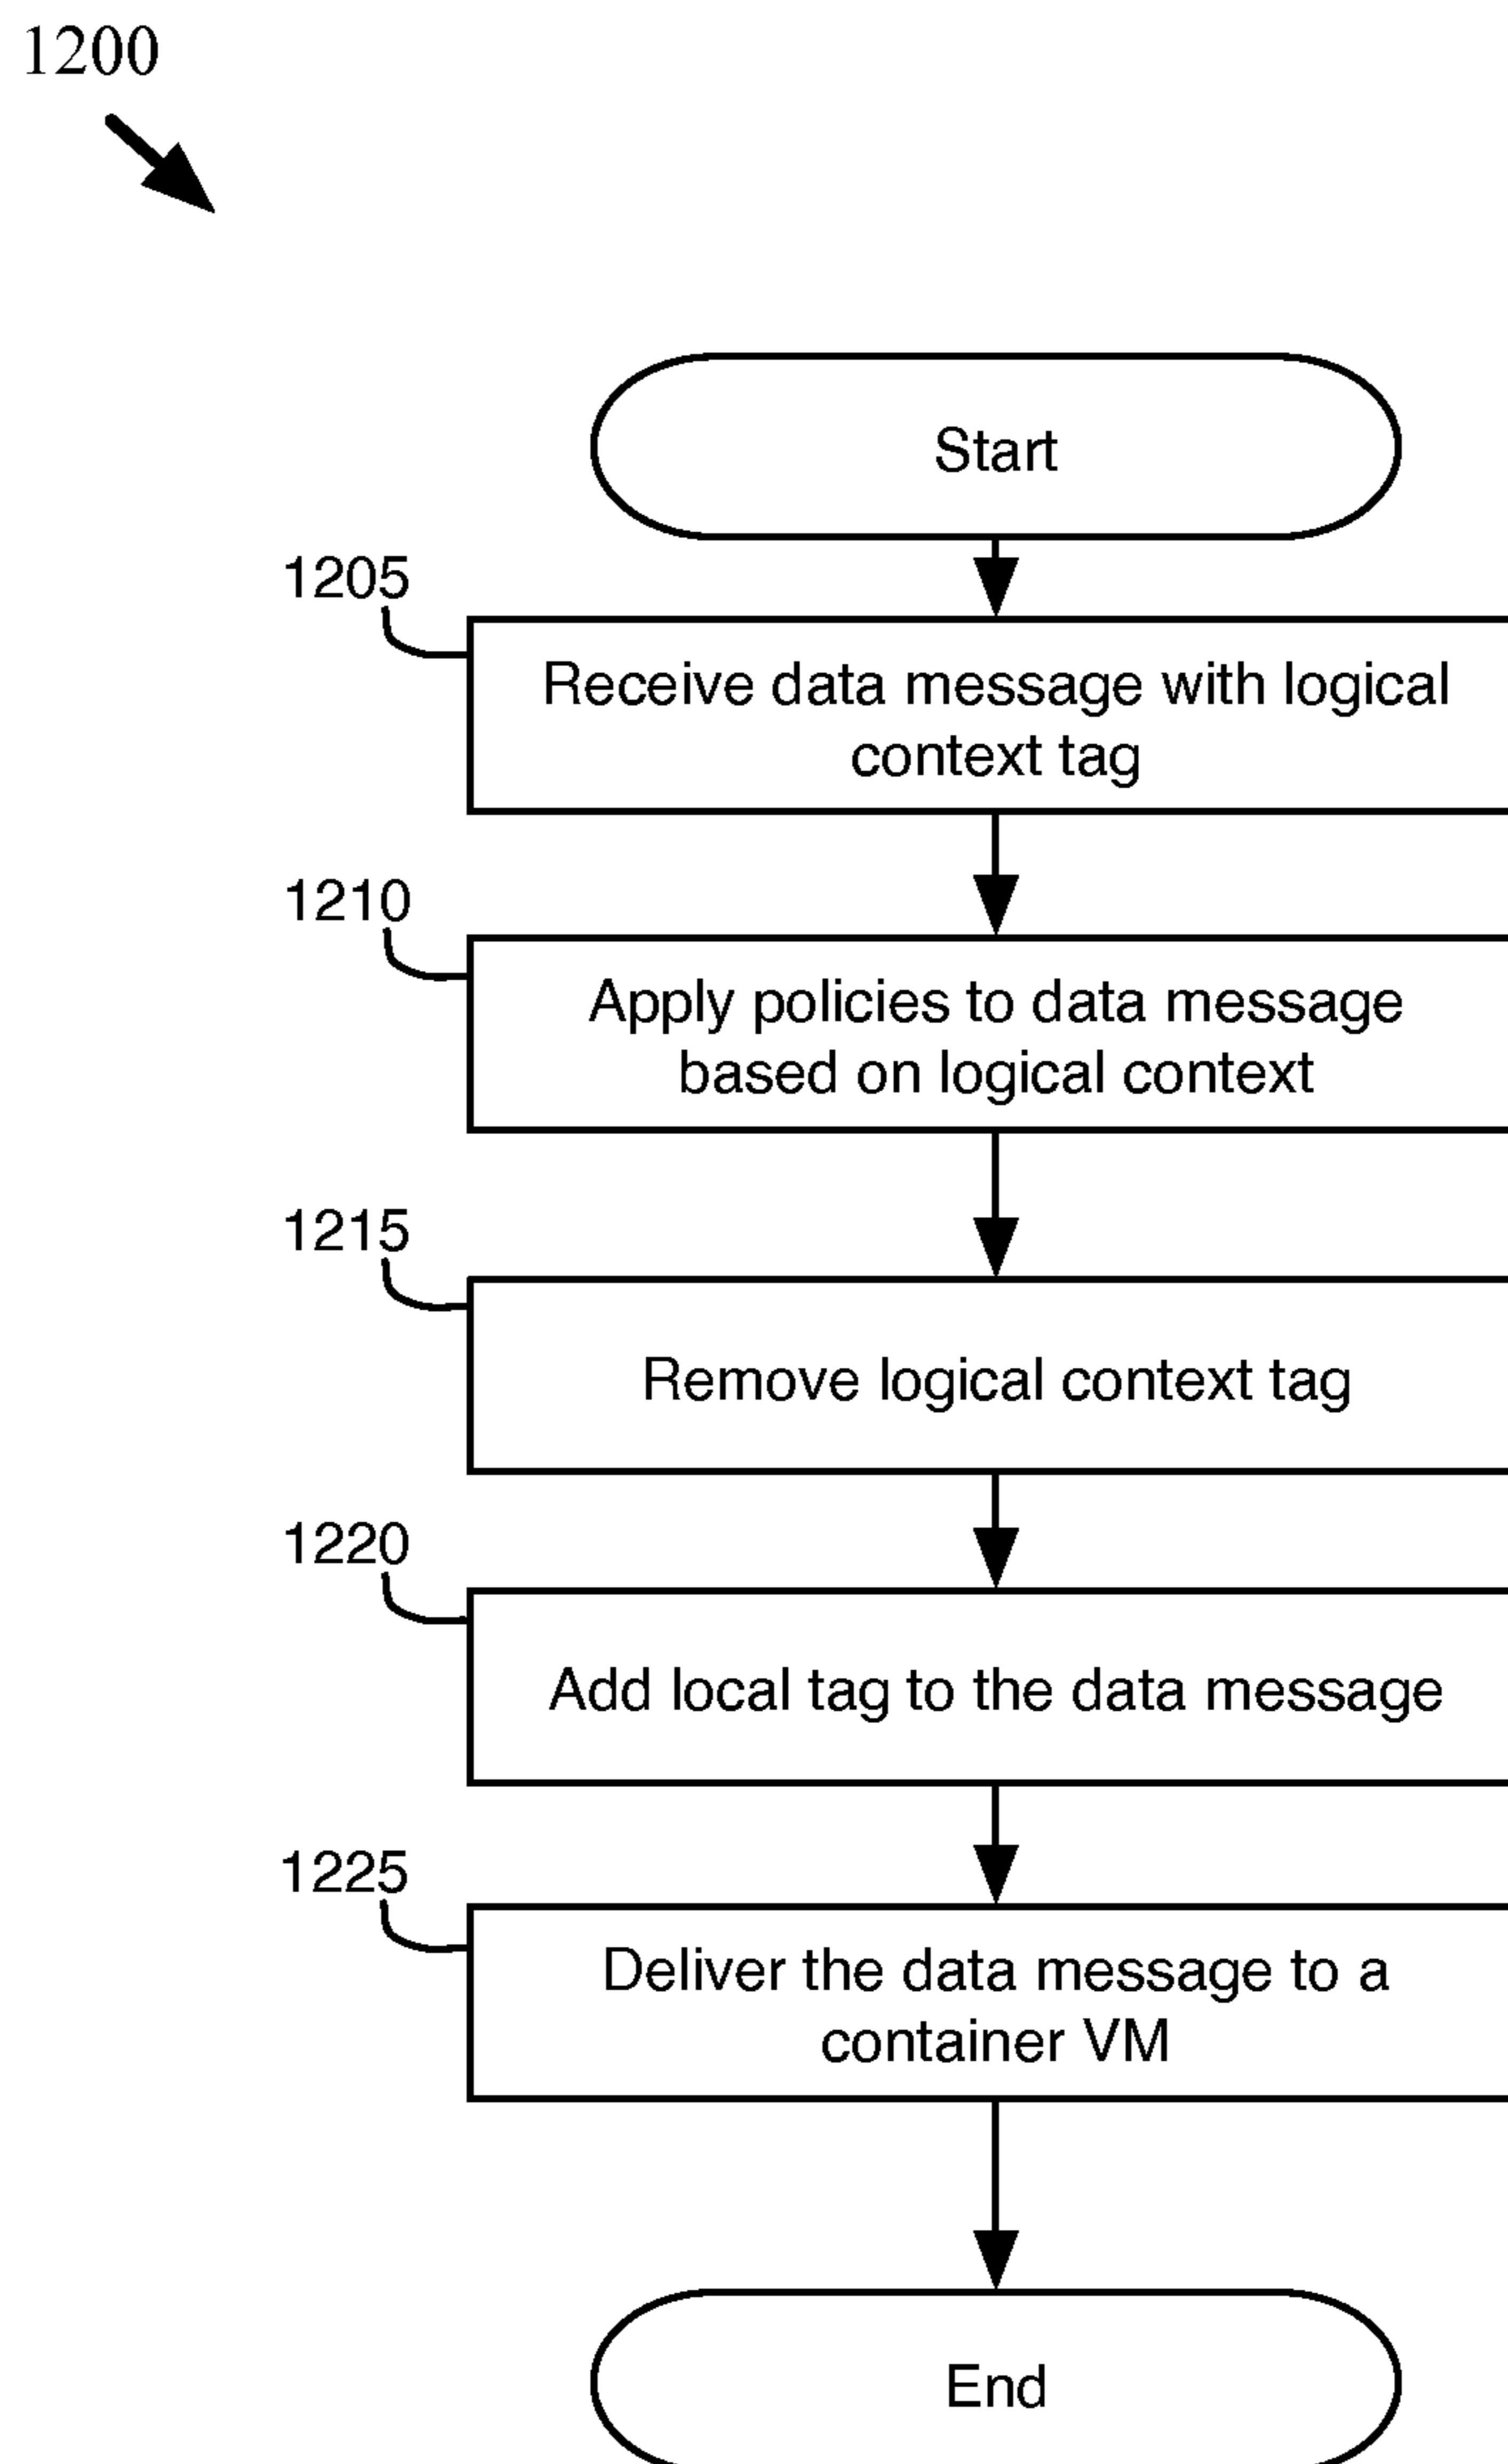 1200
Start
1205
Receive data message with logical
context tag
1210
Apply policies to data message
based on logical context
1215
Remove logical context tag
1220
Add local tag to the data message
1225
Deliver the data message to a
container VM
End